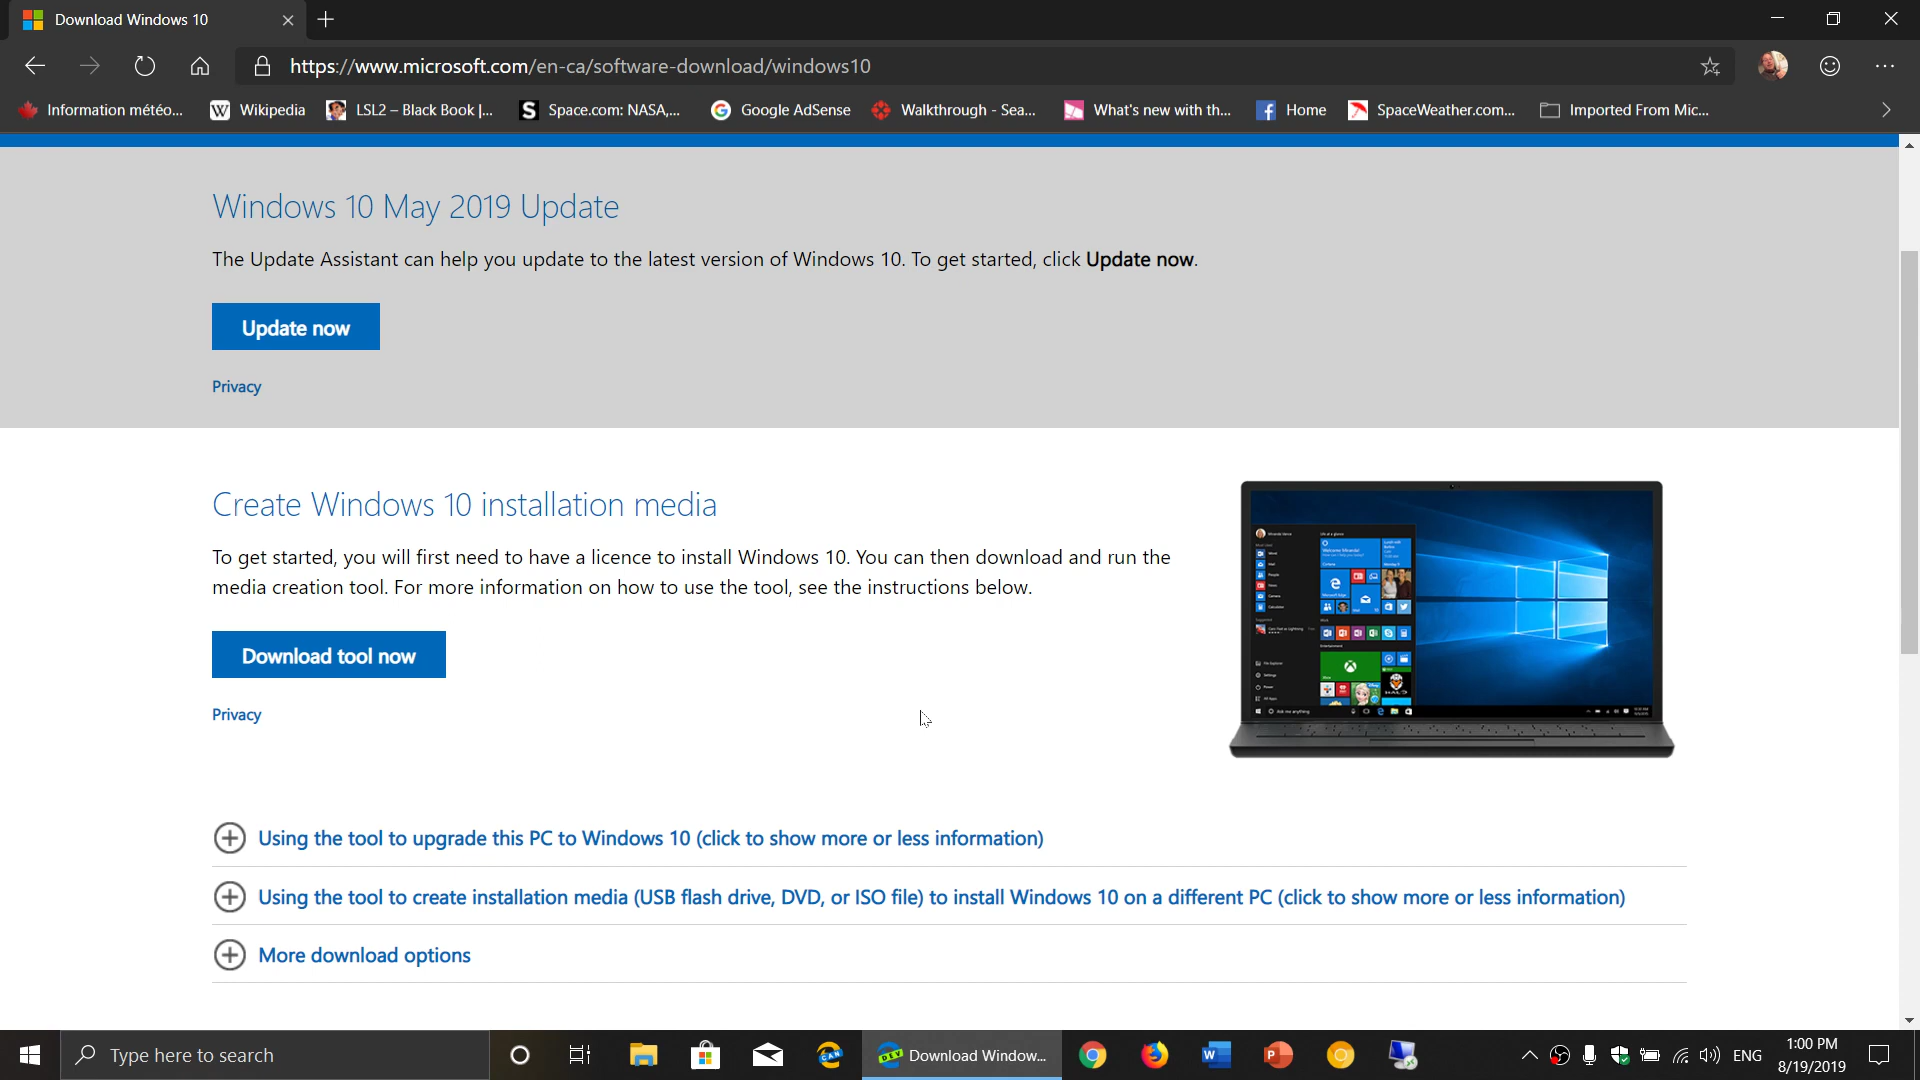 Download Windows 10
https://www.microsoft.com/en-ca/software-download/windows10
Information météo...
Wikipedia
LSL2 – Black Book |...
Space.com: NASA,...
Google AdSense
Walkthrough - Sea...
What's new with th...
Home
SpaceWeather.com...
Imported From Mic...
Windows 10 May 2019 Update
The Update Assistant can help you update to the latest version of Windows 10. To get started, click Update now.
Update now
Privacy
Create Windows 10 installation media
To get started, you will first need to have a licence to install Windows 10. You can then download and run the
media creation tool. For more information on how to use the tool, see the instructions below.
Download tool now
Privacy
Using the tool to upgrade this PC to Windows 10 (click to show more or less information)
Using the tool to create installation media (USB flash drive, DVD, or ISO file) to install Windows 10 on a different PC (click to show more or less information)
More download options
Type here to search
CAN
DEV
Download Window...
ENG
1:00 PM
8/19/2019